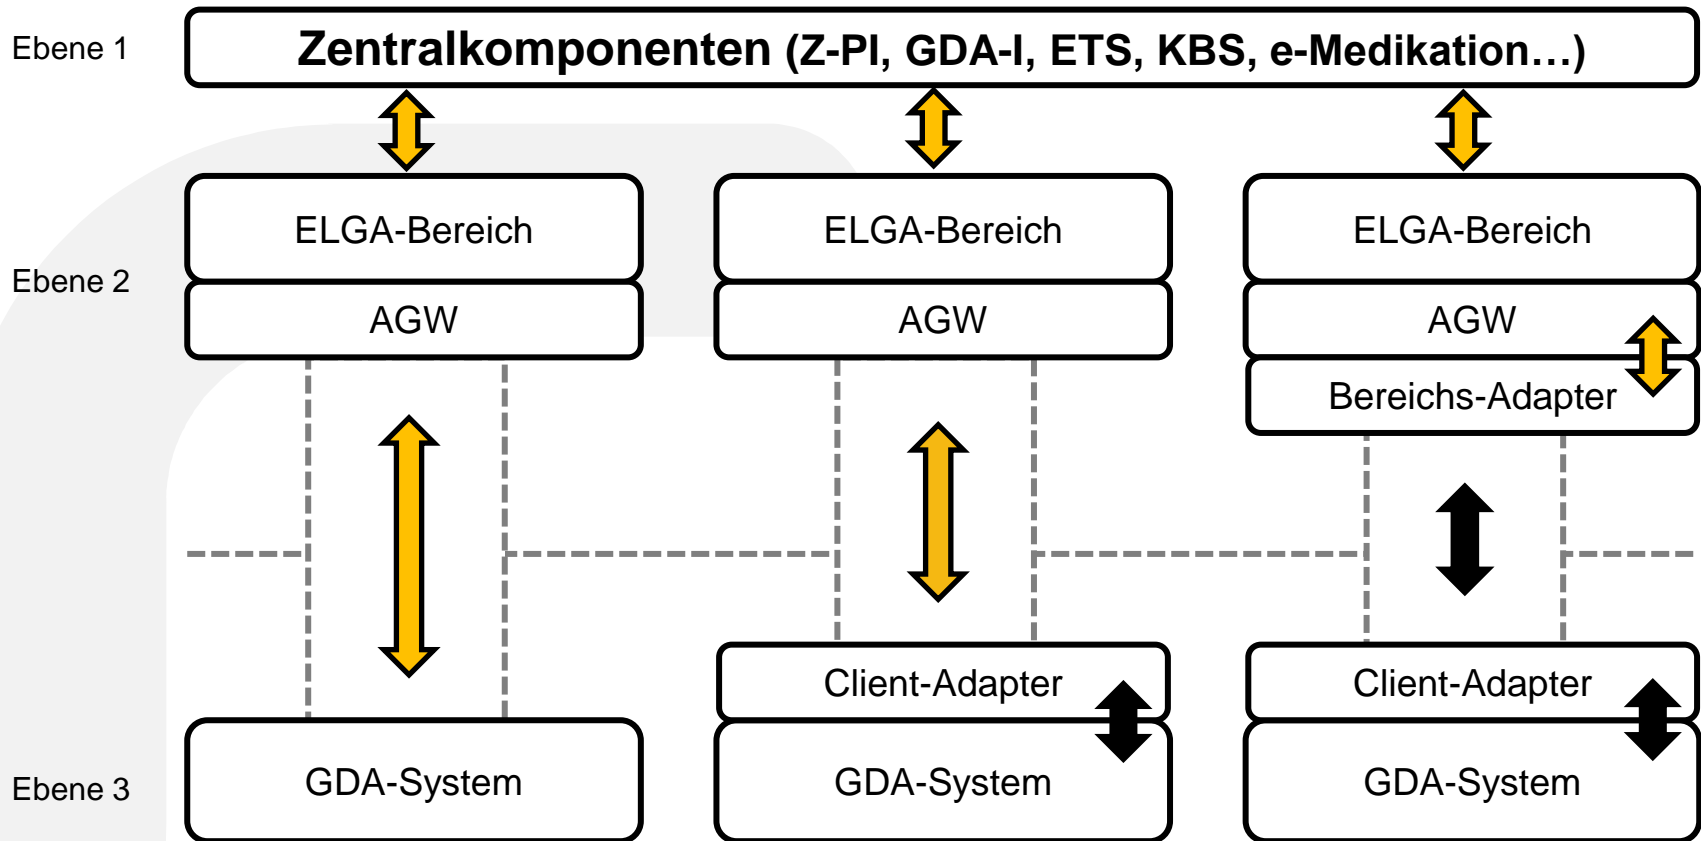 Ebene 1
Zentralkomponenten (Z-PI, GDA-I, ETS, KBS, e-Medikation…)
ELGA-Bereich
ELGA-Bereich
ELGA-Bereich
Ebene 2
AGW
AGW
AGW
Bereichs-Adapter
Client-Adapter
Client-Adapter
Ebene 3
GDA-System
GDA-System
GDA-System